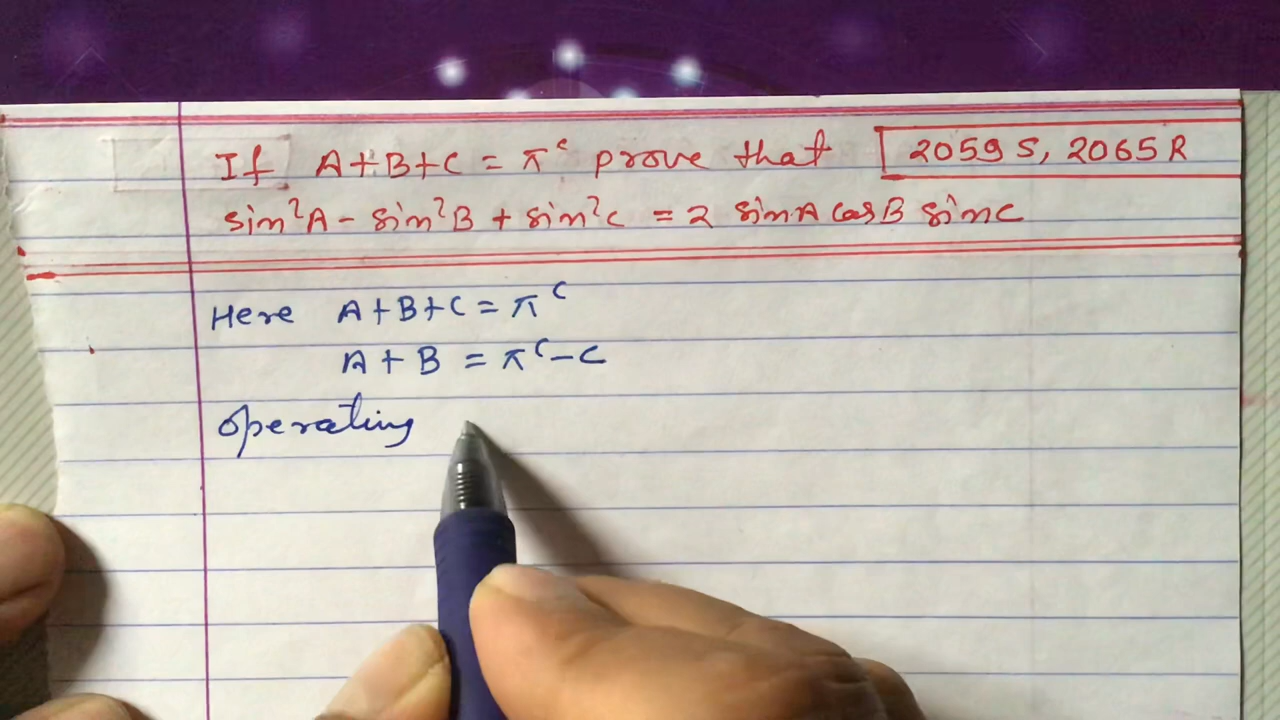 If A+B+C = π^c prove that 2059 S, 2065 R
sin²A - sin²B + sin²C = 2 sinA cosB sinC
Here A+B+C = π^c
A + B = π^c - C
operating